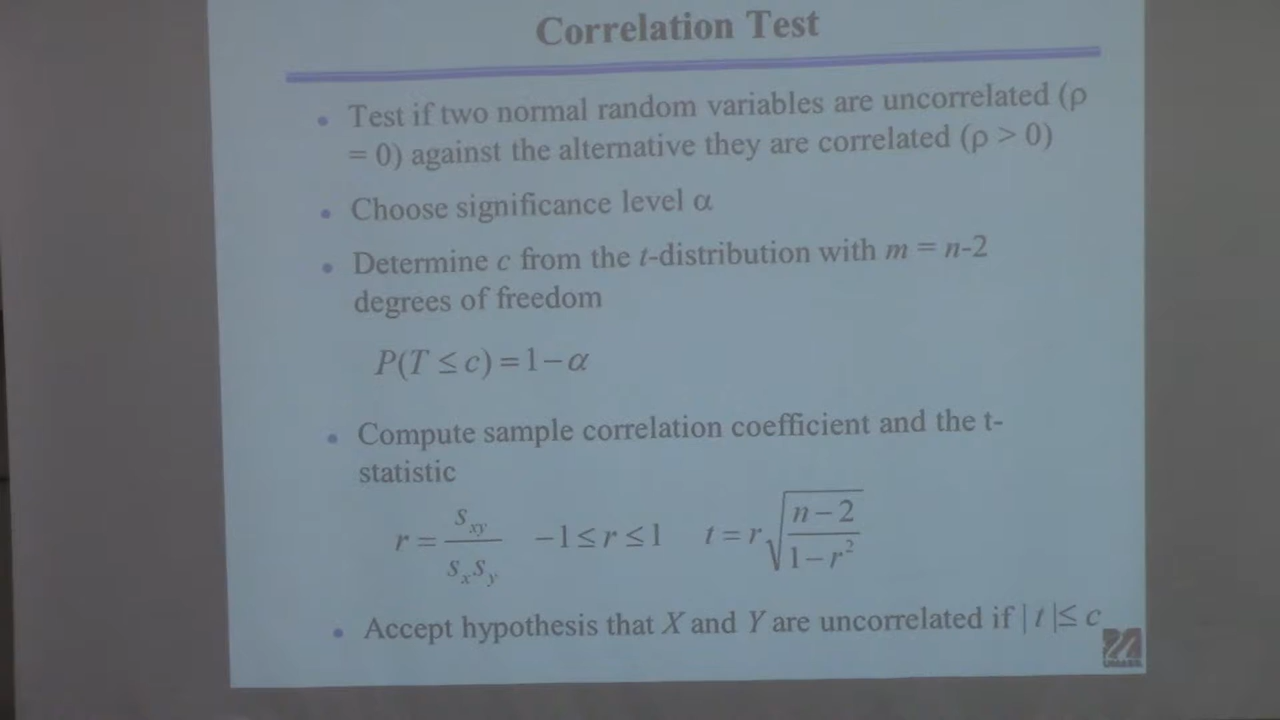 Correlation Test
• Test if two normal random variables are uncorrelated (ρ
= 0) against the alternative they are correlated (ρ > 0)
• Choose significance level α
• Determine c from the t-distribution with m = n-2
degrees of freedom
P(T ≤ c) = 1 − α
• Compute sample correlation coefficient and the t-
statistic
r = s_xy / (s_x s_y)   −1 ≤ r ≤ 1   t = r √((n − 2) / (1 − r²))
• Accept hypothesis that X and Y are uncorrelated if | t | ≤ c
UMASS